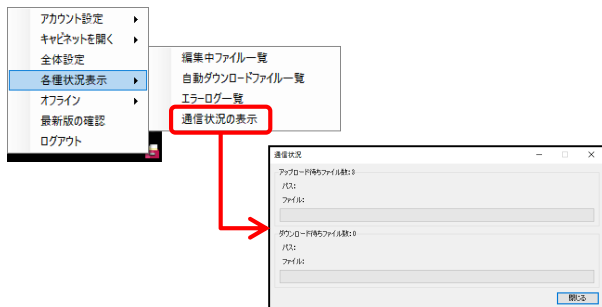 アカウント設定
キャビネットを開く
全体設定
各種状況表示
オフライン
最新版の確認
ログアウト
編集中ファイル一覧
自動ダウンロードファイル一覧
エラーログ一覧
通信状況の表示
通信状況
アップロード待ちファイル数:0
パス:
ファイル:
ダウンロード待ちファイル数:0
パス:
ファイル:
閉じる